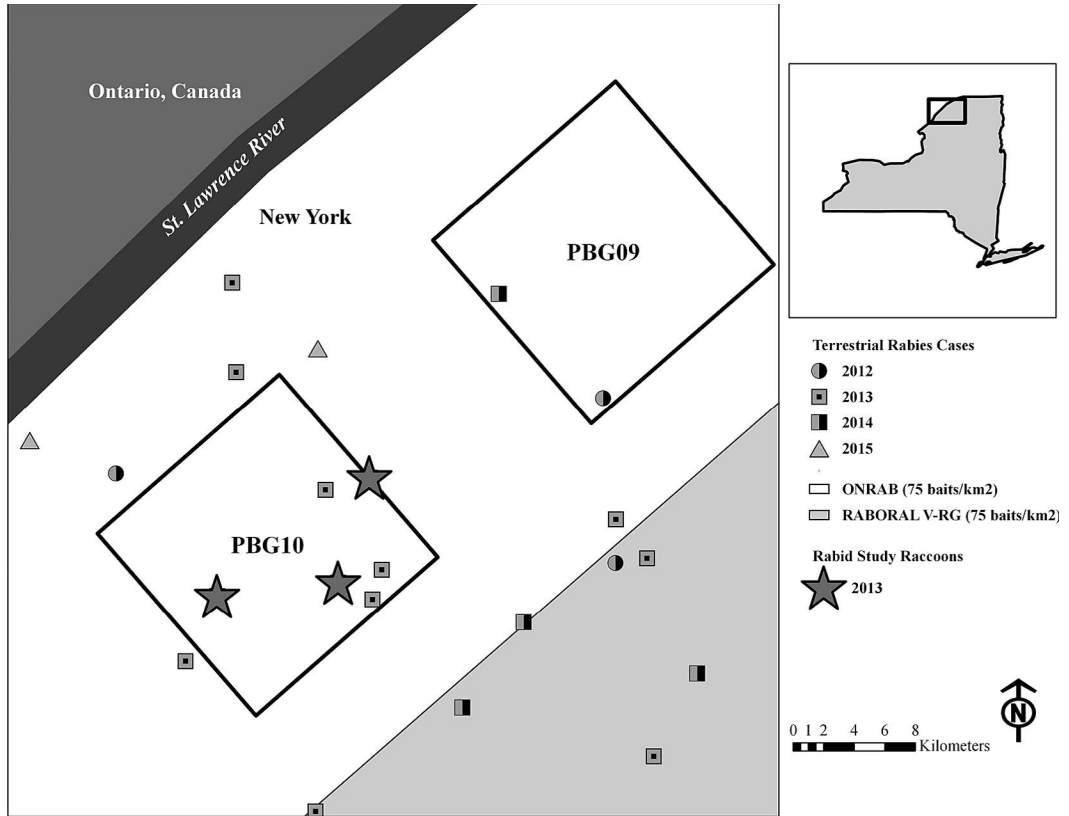 Ontario, Canada
St. Lawrence River
New York
PBG09
PBG10
Terrestrial Rabies Cases
2012
2013
2014
2015
ONRAB (75 baits/km2)
RABORAL V-RG (75 baits/km2)
Rabid Study Raccoons
2013
N
0 1 2 4 6 8
Kilometers